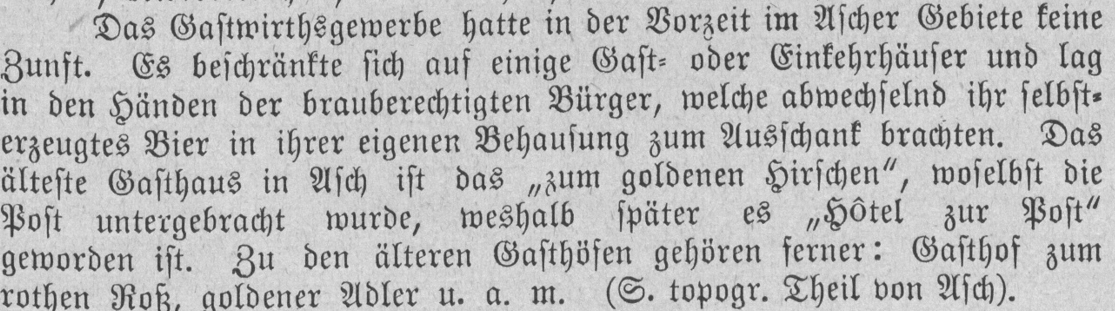 Das Gaſtwirthsgewerbe hatte in der Vorzeit im Aſcher Gebiete keine
Zunft. Es beſchränkte ſich auf einige Gaſt- oder Einkehrhäuſer und lag
in den Händen der brauberechtigten Bürger, welche abwechſelnd ihr ſelbſt-
erzeugtes Bier in ihrer eigenen Behauſung zum Ausſchank brachten. Das
älteſte Gaſthaus in Aſch iſt das „zum goldenen Hirſchen“, woſelbſt die
Poſt untergebracht wurde, weshalb ſpäter es „Hôtel zur Poſt“
geworden iſt. Zu den älteren Gaſthöfen gehören ferner: Gaſthof zum
rothen Roß, goldener Adler u. a. m. (S. topogr. Theil von Aſch).